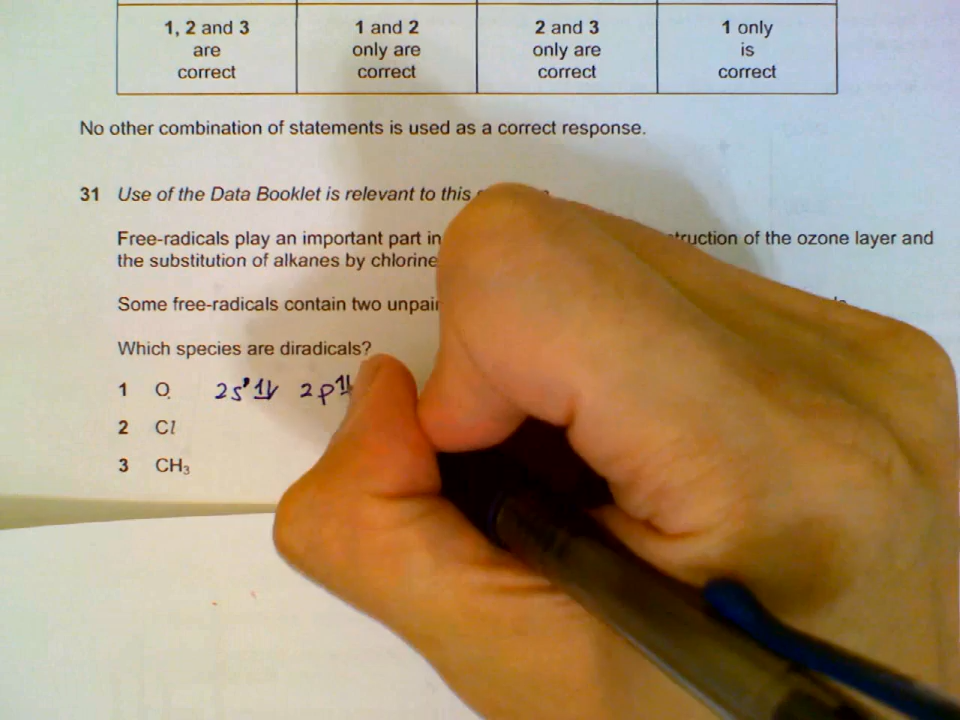 1, 2 and 3 1 and 2 2 and 3 1 only
are only are only are is
correct correct correct correct
No other combination of statements is used as a correct response.
31 Use of the Data Booklet is relevant to this
Free-radicals play an important part in the ozone layer and
the substitution of alkanes by chlorine
Some free-radicals contain two
Which species are diradicals?
1 O 2s 2p
2 Cl
3 CH₃